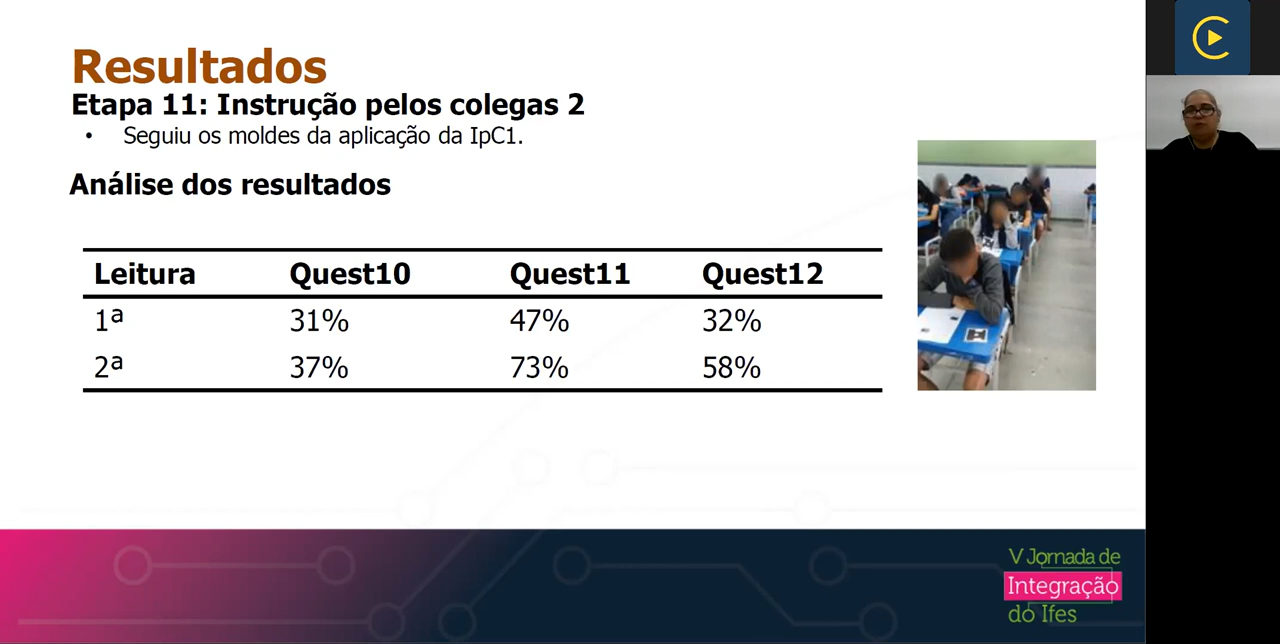 Resultados
Etapa 11: Instrução pelos colegas 2
• Seguiu os moldes da aplicação da IpC1.
Análise dos resultados
Leitura Quest10 Quest11 Quest12
1ª 31% 47% 32%
2ª 37% 73% 58%
V Jornada de
Integração
do Ifes